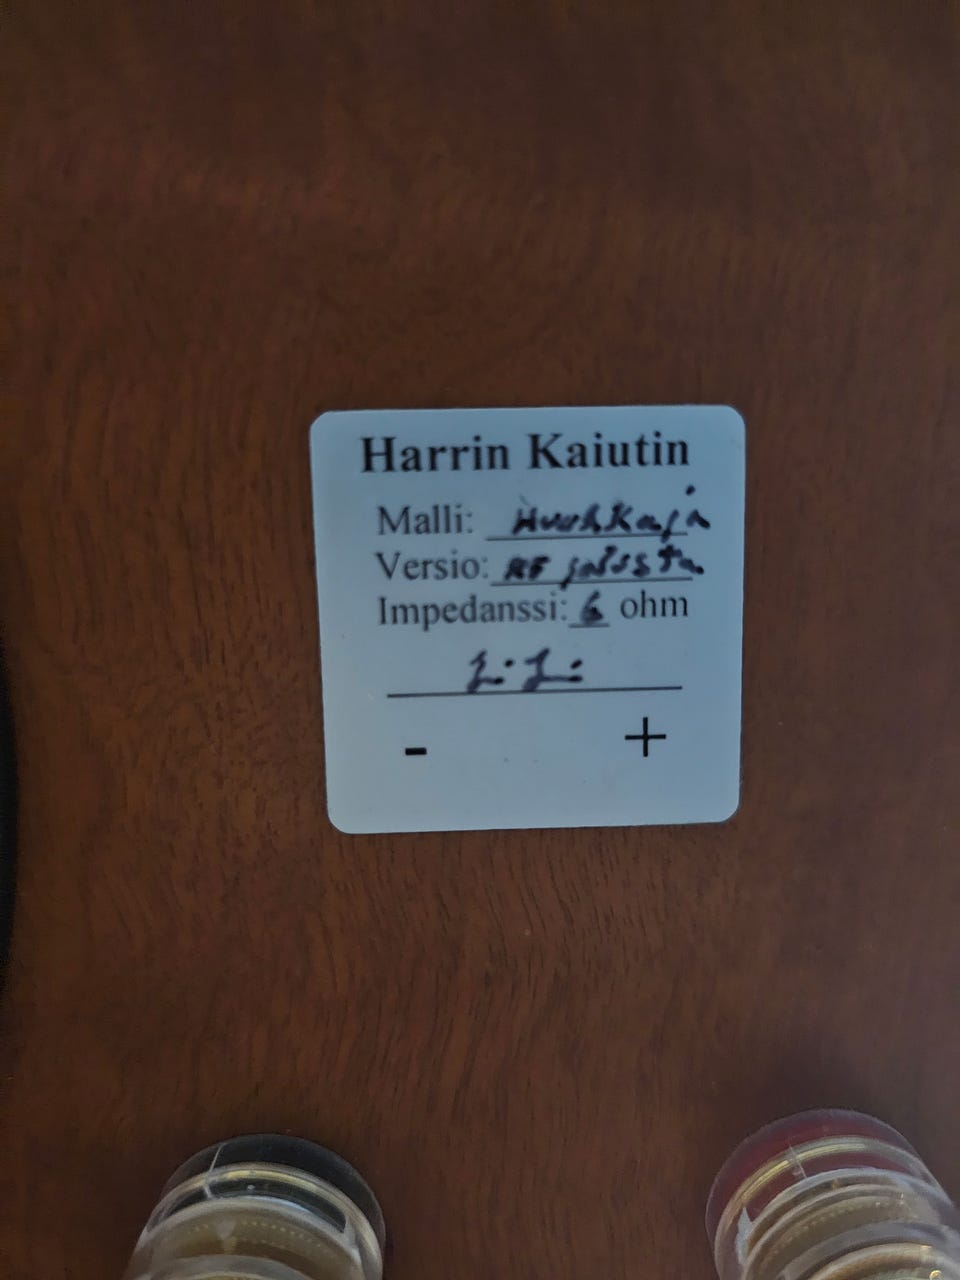 Harrin Kaiutin
Malli: Huuhkaja
Versio:
Impedanssi: 6 ohm
- +